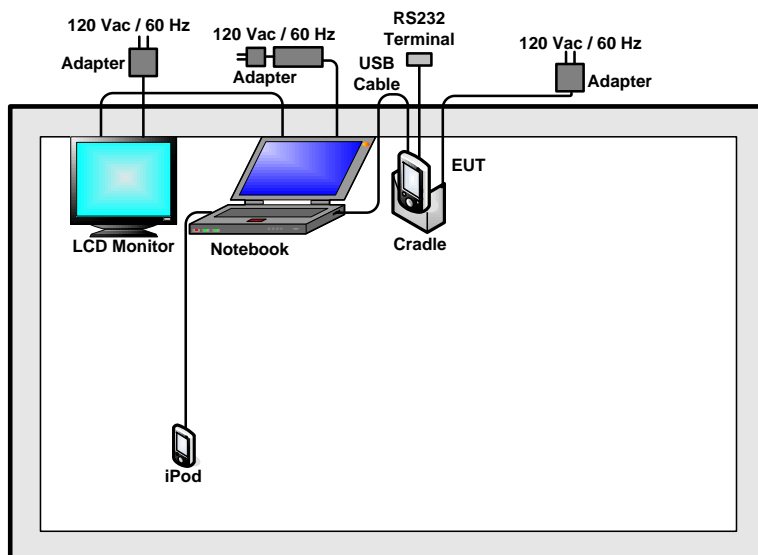 120 Vac / 60 Hz
Adapter
120 Vac / 60 Hz
Adapter
RS232
Terminal
USB
Cable
120 Vac / 60 Hz
Adapter
EUT
LCD Monitor
Notebook
Cradle
iPod